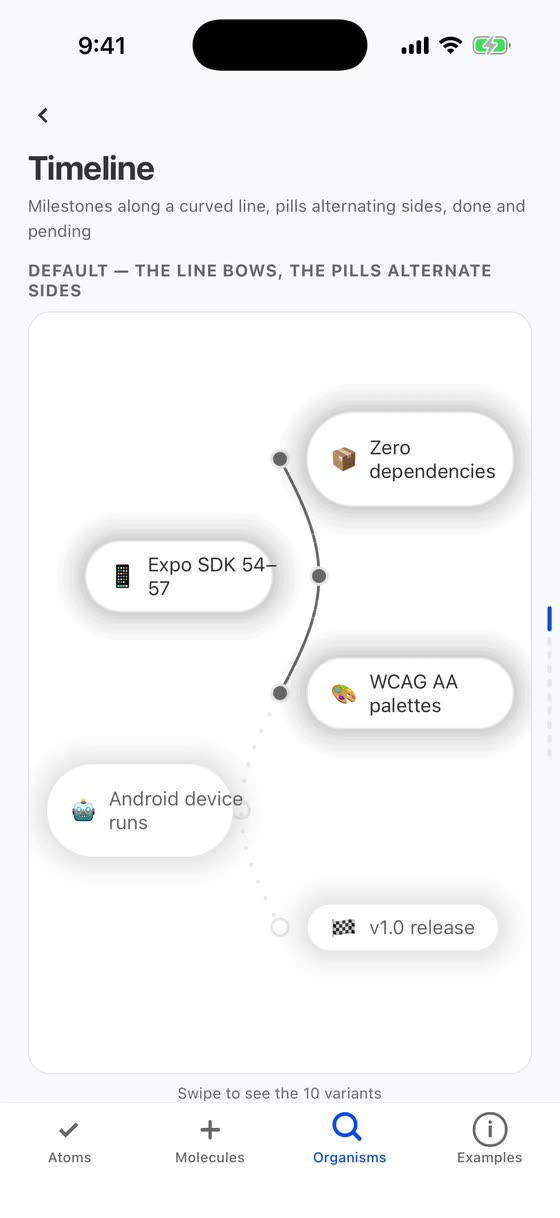 9:41
Timeline
Milestones along a curved line, pills alternating sides, done and
pending
DEFAULT — THE LINE BOWS, THE PILLS ALTERNATE
SIDES
Zero
dependencies
Expo SDK 54–
57
WCAG AA
palettes
Android device
runs
v1.0 release
Swipe to see the 10 variants
Atoms
Molecules
Organisms
Examples